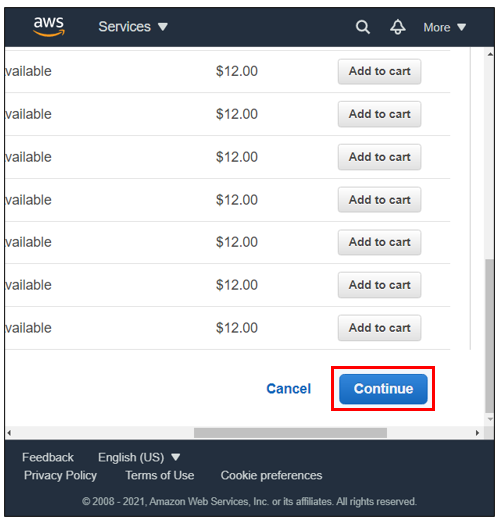 aws Services More
vailable $12.00 Add to cart
vailable $12.00 Add to cart
vailable $12.00 Add to cart
vailable $12.00 Add to cart
vailable $12.00 Add to cart
vailable $12.00 Add to cart
vailable $12.00 Add to cart
Cancel Continue
Feedback English (US)
Privacy Policy Terms of Use Cookie preferences
© 2008 - 2021, Amazon Web Services, Inc. or its affiliates. All rights reserved.